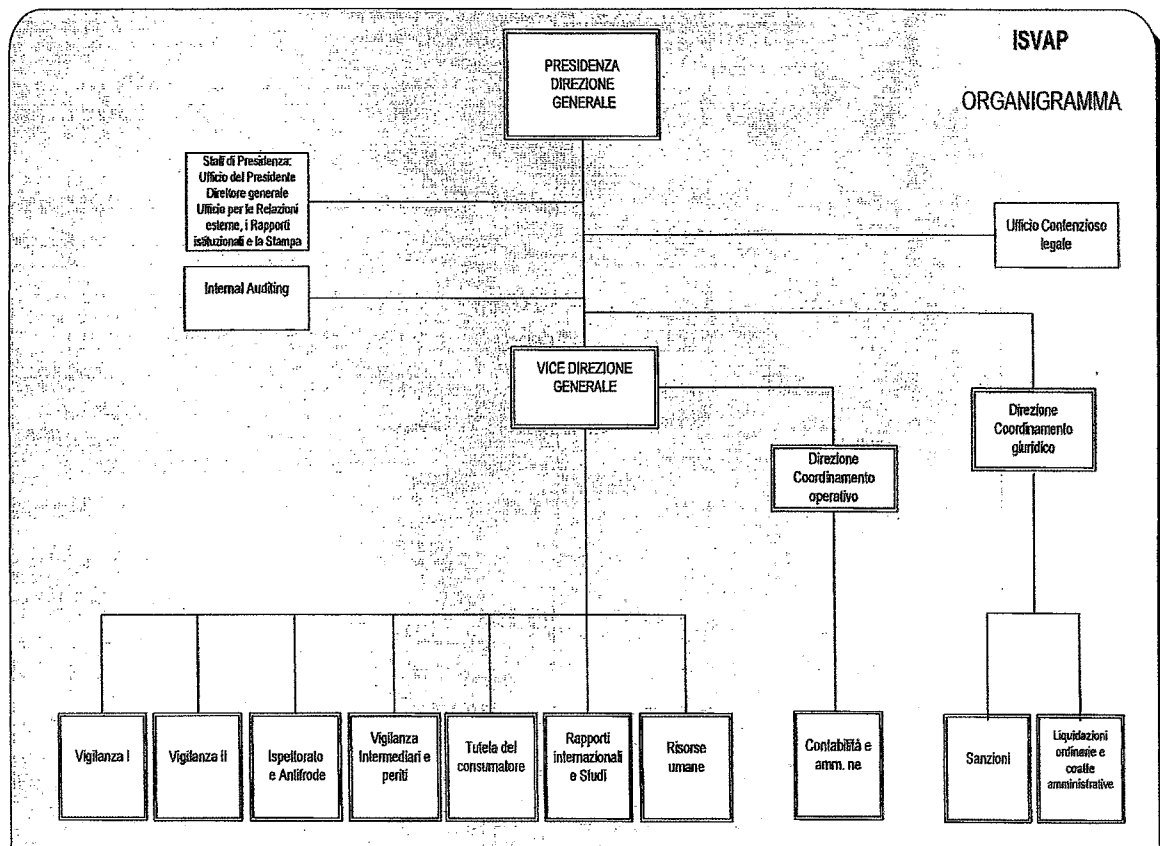 ISVAP
ORGANIGRAMMA
PRESIDENZA
DIREZIONE
GENERALE
Staff di Presidenza:
Ufficio del Presidente
Direttore generale
Ufficio per le Relazioni
esterne, i Rapporti
istituzionali e la Stampa
Ufficio Contenzioso
legale
Internal Auditing
VICE DIREZIONE
GENERALE
Direzione
Coordinamento
giuridico
Direzione
Coordinamento
operativo
Vigilanza I
Vigilanza II
Ispettorato
e Antifrode
Vigilanza
Intermediari e
periti
Tutela del
consumatore
Rapporti
internazionali
e Studi
Risorse
umane
Contabilità e
amm. ne
Sanzioni
Liquidazioni
ordinarie e
coatte
amministrative